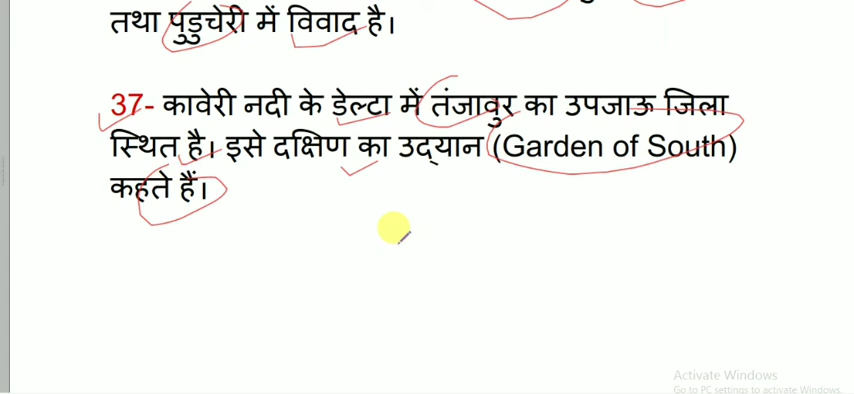 तथा पुडुचेरी में विवाद है।
37- कावेरी नदी के डेल्टा में तंजावुर का उपजाऊ जिला
स्थित है। इसे दक्षिण का उद्यान (Garden of South)
कहते हैं।
Activate Windows
Go to PC settings to activate Windows.